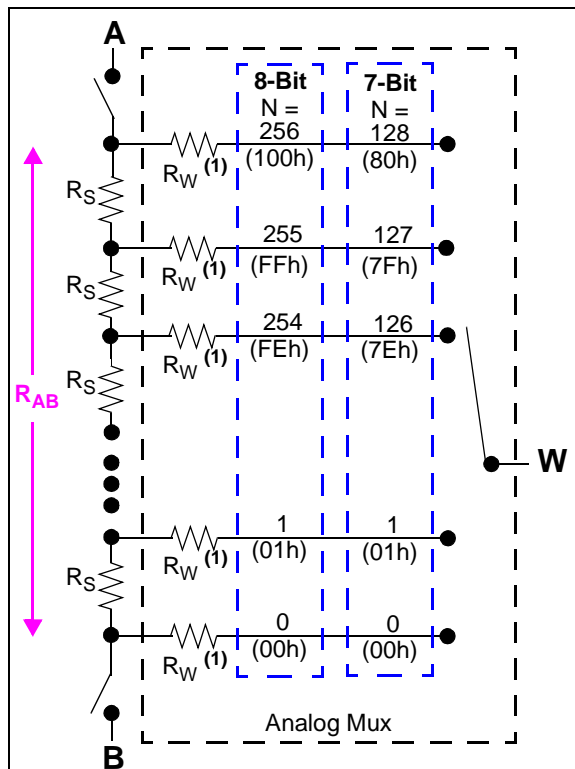 A
8-Bit
N =
7-Bit
N =
256
(100h)
128
(80h)
RW (1)
RS
255
(FFh)
127
(7Fh)
RW (1)
RS
254
(FEh)
126
(7Eh)
RW (1)
RS
RAB
W
1
(01h)
1
(01h)
RW (1)
RS
0
(00h)
0
(00h)
RW (1)
Analog Mux
B